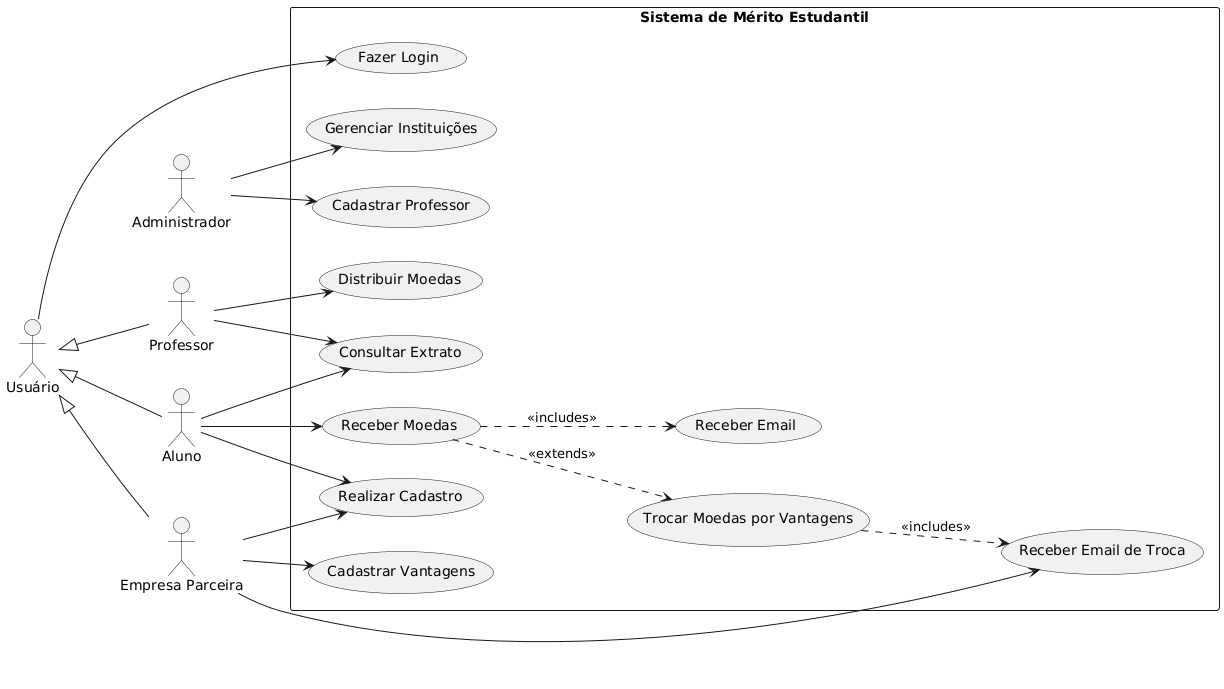 Sistema de Mérito Estudantil
Fazer Login
Gerenciar Instituições
Administrador
Cadastrar Professor
Distribuir Moedas
Professor
Consultar Extrato
Usuário
Receber Moedas
«includes»
Receber Email
Aluno
«extends»
Realizar Cadastro
Trocar Moedas por Vantagens
«includes»
Receber Email de Troca
Cadastrar Vantagens
Empresa Parceira